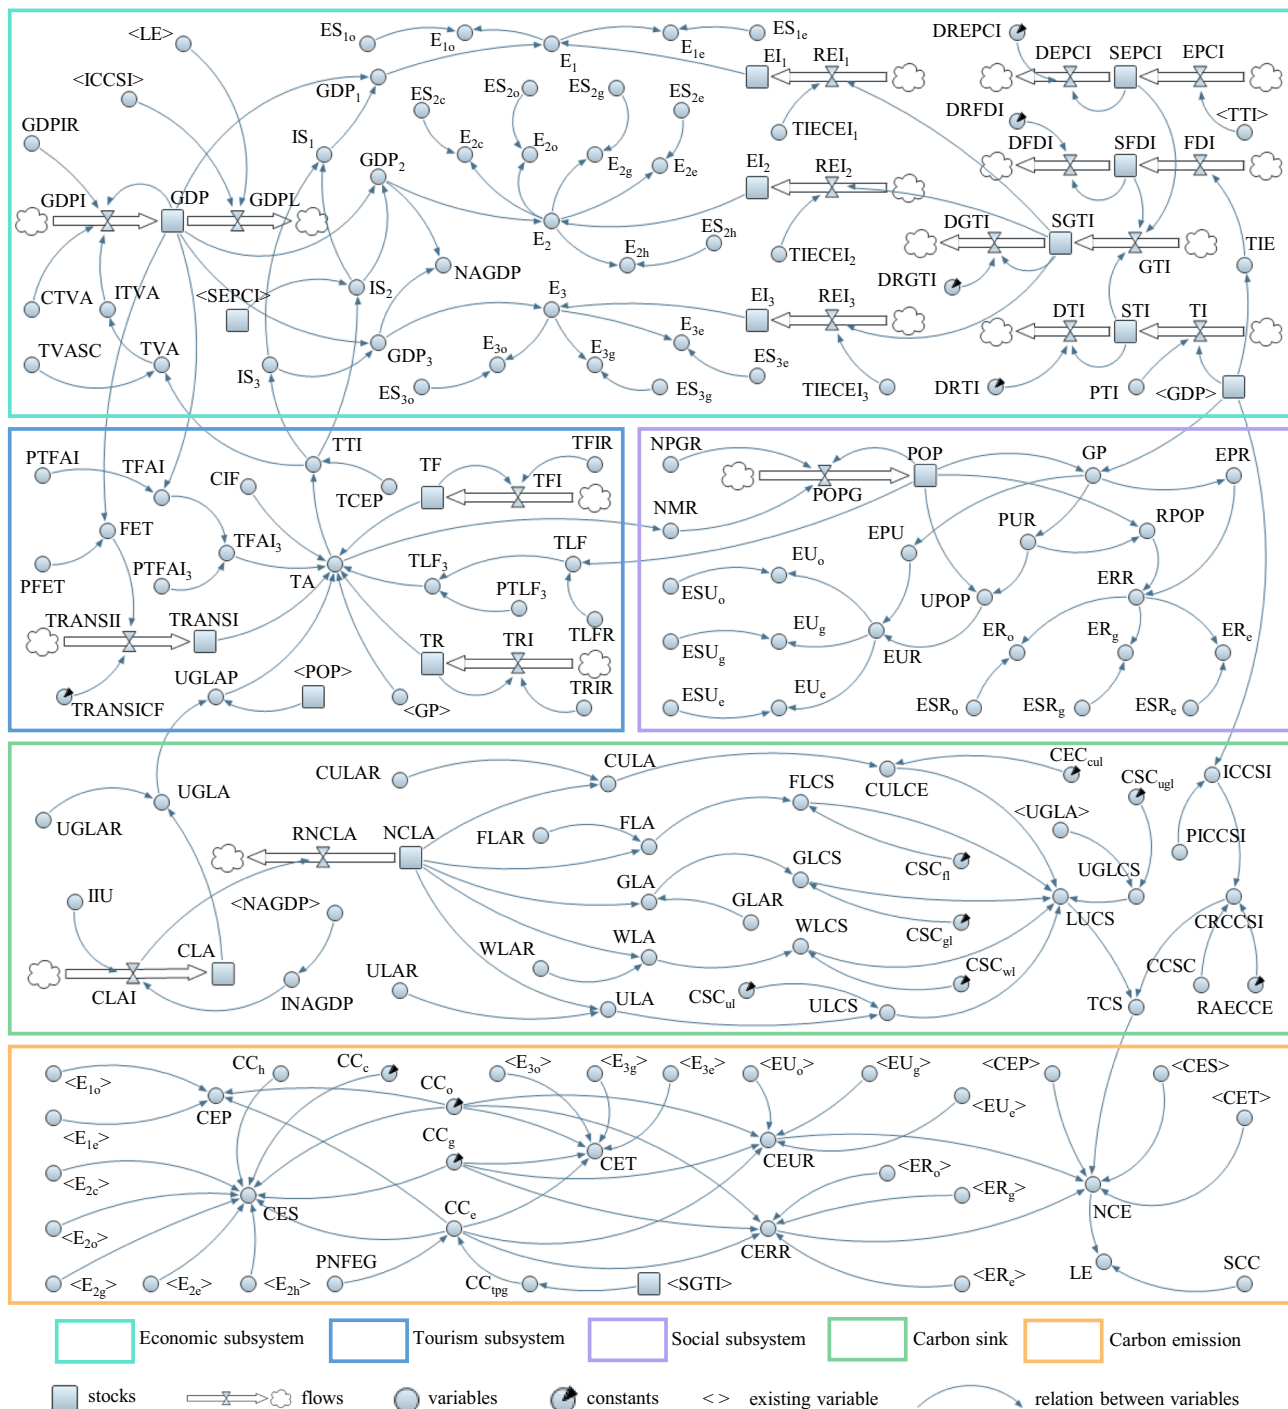 <LE>
ES1o
E1o
E1
E1e
ES1e
DREPCI
DEPCI
SEPCI
EPCI
<ICCSI>
GDP1
EI1
REI1
GDPIR
ES2c
ES2o
ES2g
ES2e
TIECEI1
DRFDI
<TTI>
IS1
GDP2
E2c
E2o
E2g
E2e
EI2
REI2
DFDI
SFDI
FDI
GDPI
GDP
GDPL
E2
ES2h
E2h
DGTI
SGTI
GTI
TIE
TIECEI2
DRGTI
CTVA
ITVA
<SEPCI>
IS2
NAGDP
E3
EI3
REI3
DTI
STI
TI
TVASC
TVA
IS3
GDP3
E3o
E3g
E3e
ES3o
ES3g
ES3e
TIECEI3
DRTI
PTI
<GDP>
PTFAI
TFAI
CIF
TTI
TCEP
TF
TFI
TFIR
FET
PFET
PTFAI3
TFAI3
TA
TLF3
TLF
PTLF3
TLFR
TRANSII
TRANSI
TRANSICF
UGLAP
<POP>
<GP>
TR
TRI
TRIR
NPGR
POP
POPG
GP
EPR
NMR
EPU
PUR
RPOP
EUo
ESUo
UPOP
ERR
EUg
ESUg
EUR
ERo
ERg
ERe
EUe
ESUe
ESRo
ESRg
ESRe
CULAR
CULA
CULCE
CECcul
ICCSI
UGLA
UGLAR
RNCLA
NCLA
FLAR
FLA
FLCS
CSCfl
<UGLA>
CSCugl
PICCSI
GLA
GLCS
GLAR
CSCgl
UGLCS
LUCS
CRCCSI
IIU
<NAGDP>
CLA
CLAI
INAGDP
WLAR
WLA
WLCS
CSCwl
ULAR
ULA
CSCul
ULCS
TCS
CCSC
RAECCE
<E1o>
CCh
CCc
CCo
<E3o>
<E3g>
<E3e>
<EUo>
<EUg>
<CEP>
<CES>
CEP
<EUe>
<CET>
<E1e>
CCg
CET
CEUR
<E2c>
CES
<ERo>
<ERg>
NCE
<E2o>
CCe
CERR
PNFEG
<E2g>
<E2e>
<E2h>
CCtpg
<SGTI>
<ERe>
LE
SCC
Economic subsystem
Tourism subsystem
Social subsystem
Carbon sink
Carbon emission
stocks
flows
variables
constants
< > existing variable
relation between variables